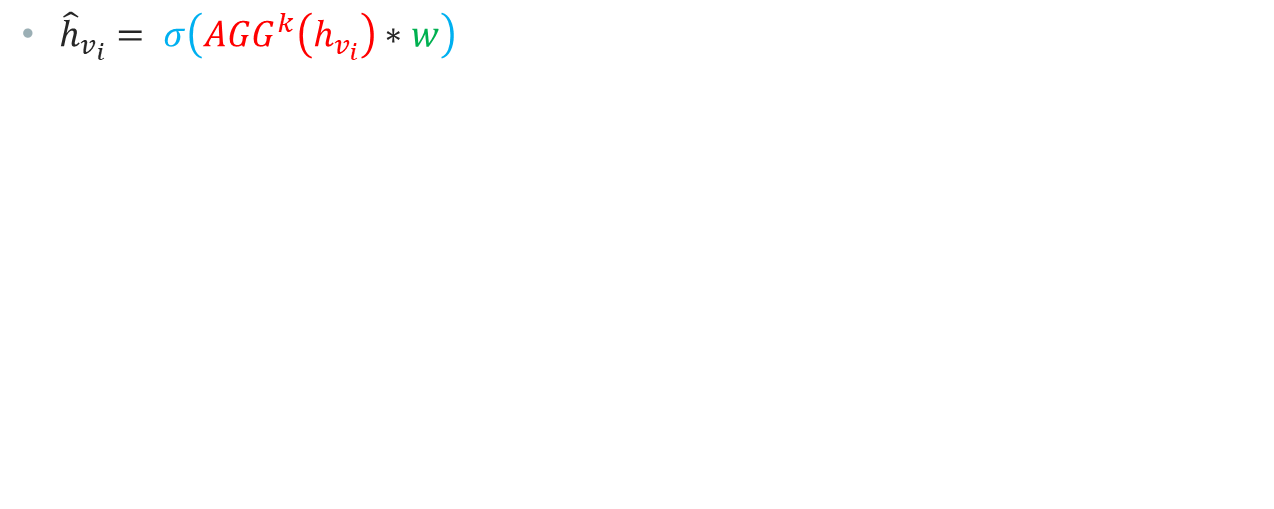 • ĥ_{v_i} = σ(AGG^k(h_{v_i}) * w)